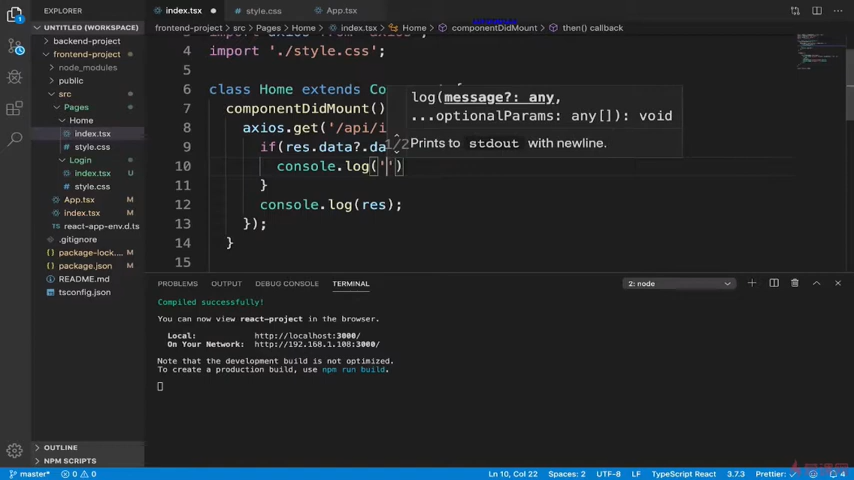 EXPLORER
index.tsx
style.css
App.tsx
UNTITLED (WORKSPACE)
backend-project
frontend-project
node_modules
public
src
Pages
Home
index.tsx
style.css
Login
index.tsx
U
style.css
App.tsx
index.tsx
react-app-env.d.ts
.gitignore
package-lock....
package.json
README.md
tsconfig.json
OUTLINE
NPM SCRIPTS
frontend-project > src > Pages > Home > index.tsx > Home > componentDidMount > then() callback
4 import './style.css';
5
6 class Home extends Co
7 componentDidMount()
8 axios.get('/api/i
9 if(res.data?.da
10 console.log('')
11 }
12 console.log(res);
13 });
14 }
15
log(message?: any,
...optionalParams: any[]): void
1/2 Prints to stdout with newline.
PROBLEMS OUTPUT DEBUG CONSOLE TERMINAL
2: node
Compiled successfully!
You can now view react-project in the browser.
Local: http://localhost:3000/
On Your Network: http://192.168.1.108:3000/
Note that the development build is not optimized.
To create a production build, use npm run build.
master* 0 0
Ln 10, Col 22 Spaces: 2 UTF-8 LF TypeScript React 3.7.3 Prettier: ✓ 4